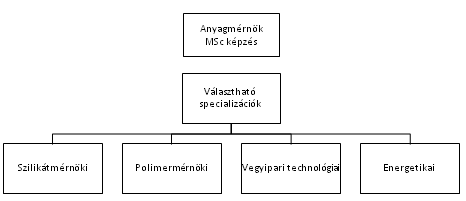 Anyagmérnök
MSc képzés
Választható
specializációk
Szilikátmérnöki
Polimermérnöki
Vegyipari technológiai
Energetikai